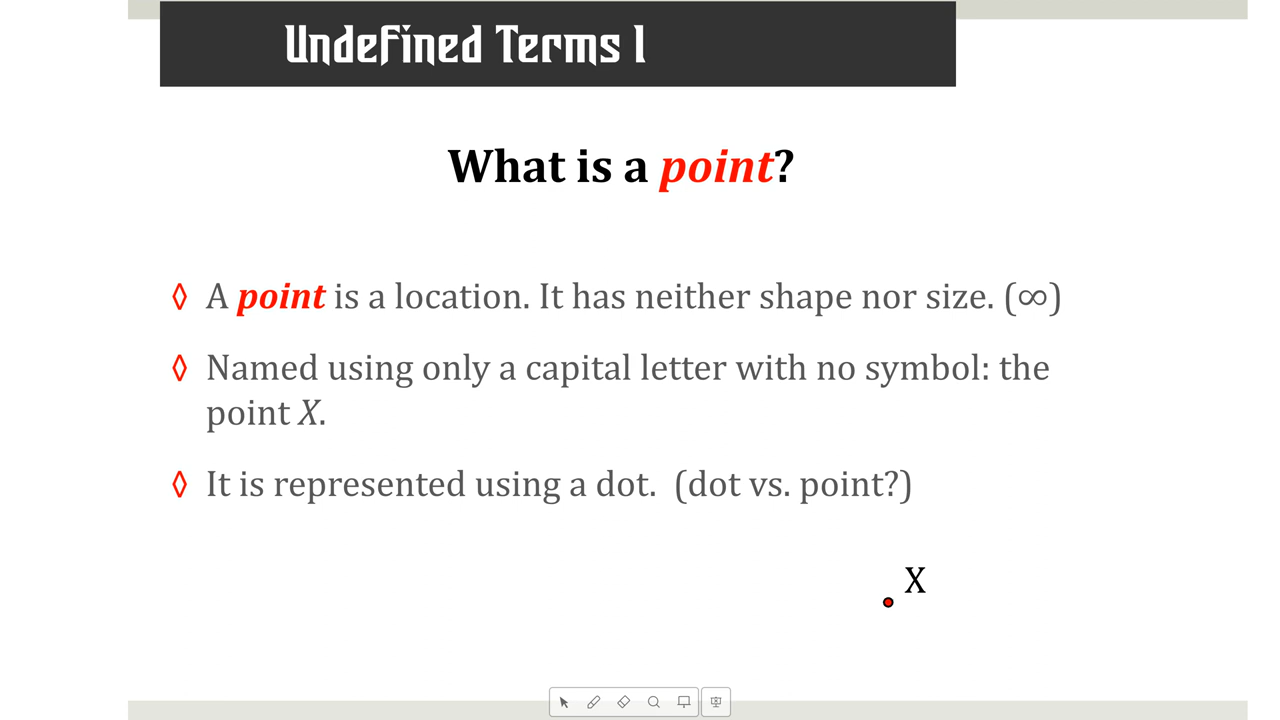 Undefined Terms I
What is a point?
◊ A point is a location. It has neither shape nor size. (∞)
◊ Named using only a capital letter with no symbol: the
point X.
◊ It is represented using a dot.  (dot vs. point?)
X